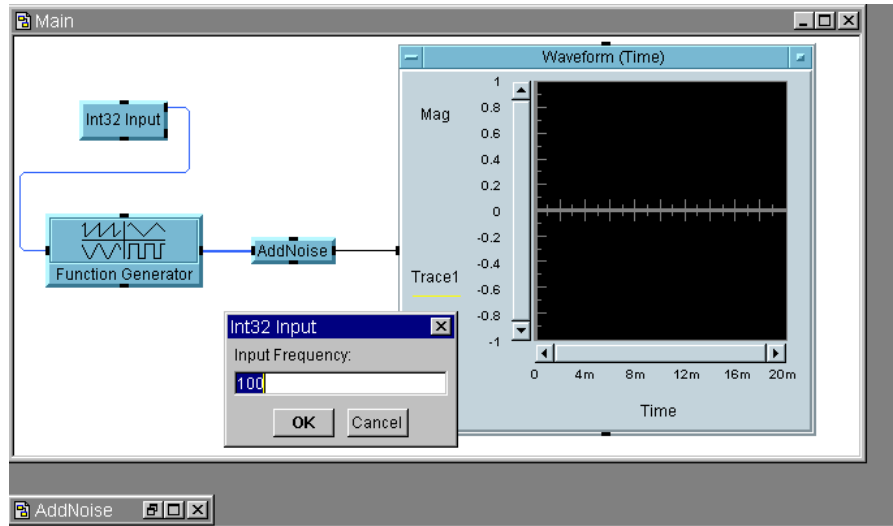 Main
Waveform (Time)
Int32 Input
Mag
1
0.8
0.6
0.4
0.2
0
-0.2
-0.4
-0.6
-0.8
-1
Function Generator
AddNoise
Trace1
Int32 Input
Input Frequency:
100
OK Cancel
0 4m 8m 12m 16m 20m
Time
AddNoise